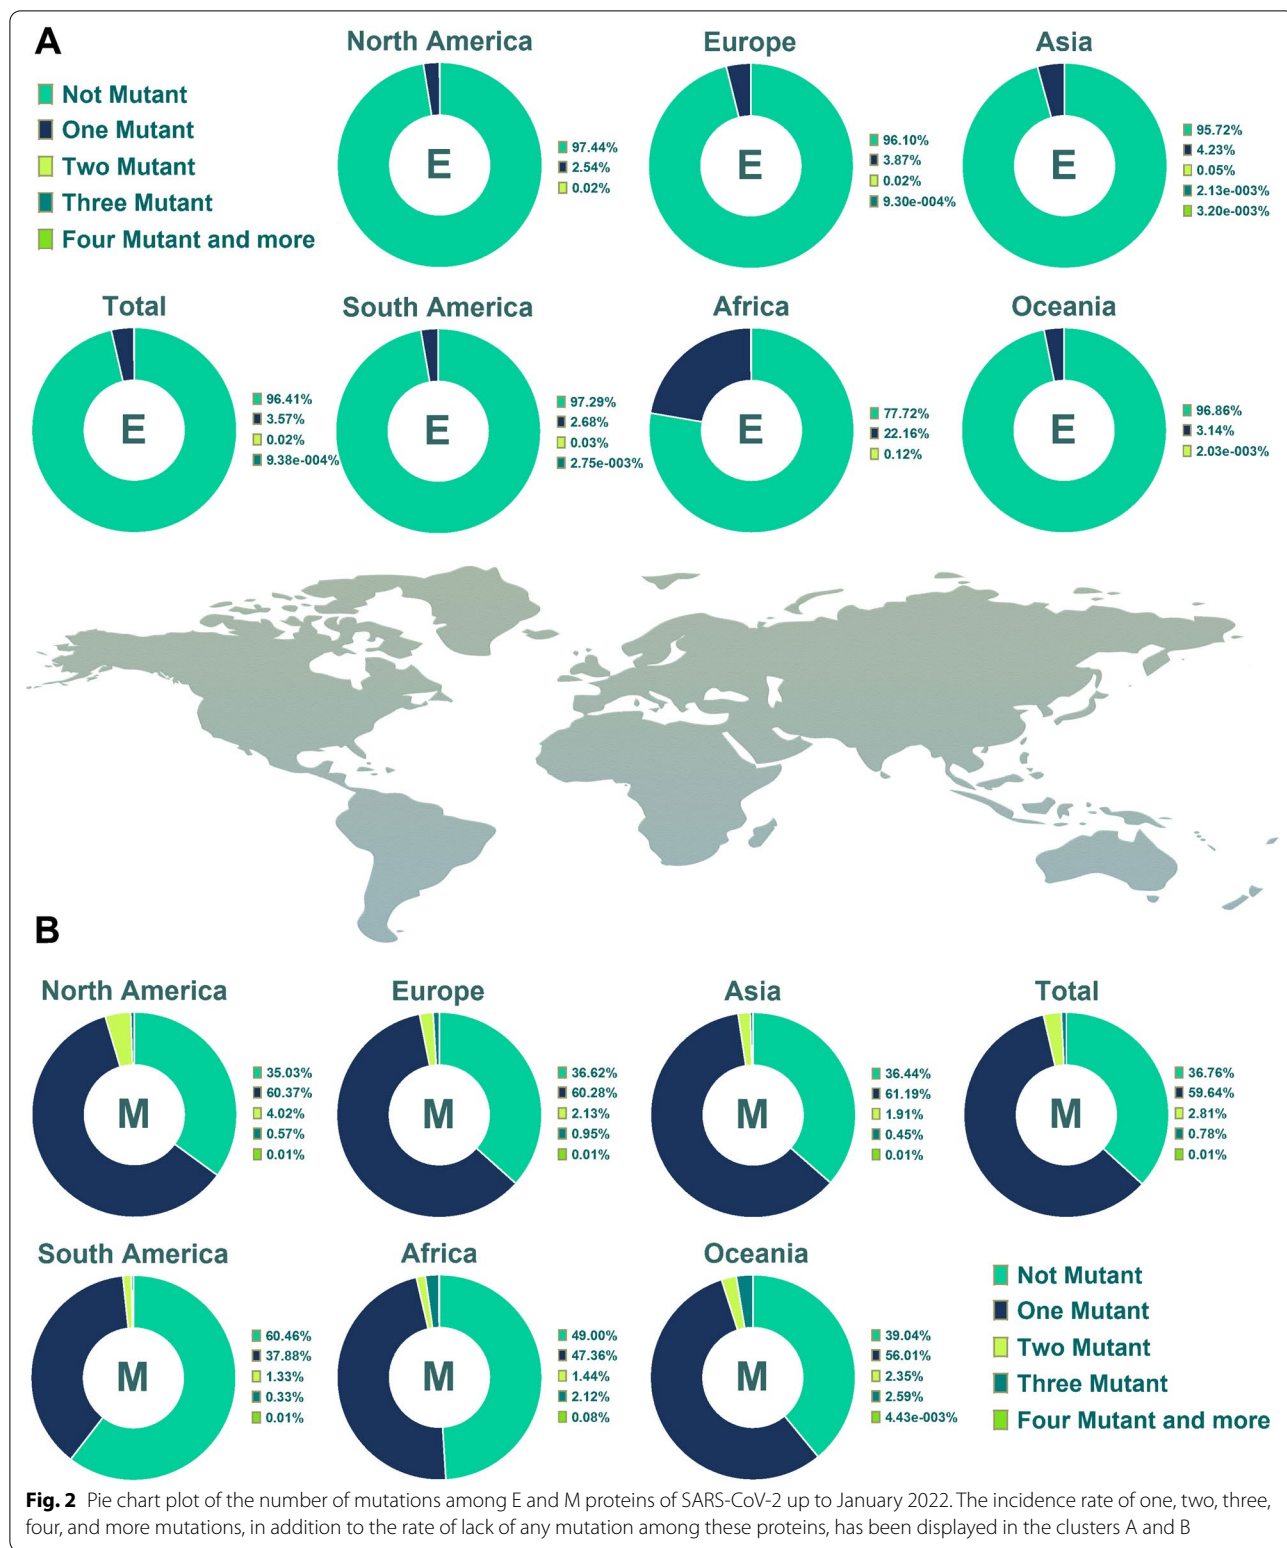 A
Not Mutant
One Mutant
Two Mutant
Three Mutant
Four Mutant and more
North America
E
97.44%
2.54%
0.02%
Europe
E
96.10%
3.87%
0.02%
9.30e-004%
Asia
E
95.72%
4.23%
0.05%
2.13e-003%
3.20e-003%
Total
E
96.41%
3.57%
0.02%
9.38e-004%
South America
E
97.29%
2.68%
0.03%
2.75e-003%
Africa
E
77.72%
22.16%
0.12%
Oceania
E
96.86%
3.14%
2.03e-003%
B
North America
M
35.03%
60.37%
4.02%
0.57%
0.01%
Europe
M
36.62%
60.28%
2.13%
0.95%
0.01%
Asia
M
36.44%
61.19%
1.91%
0.45%
0.01%
Total
M
36.76%
59.64%
2.81%
0.78%
0.01%
South America
M
60.46%
37.88%
1.33%
0.33%
0.01%
Africa
M
49.00%
47.36%
1.44%
2.12%
0.08%
Oceania
M
39.04%
56.01%
2.35%
2.59%
4.43e-003%
Not Mutant
One Mutant
Two Mutant
Three Mutant
Four Mutant and more
Fig. 2 Pie chart plot of the number of mutations among E and M proteins of SARS-CoV-2 up to January 2022. The incidence rate of one, two, three,
four, and more mutations, in addition to the rate of lack of any mutation among these proteins, has been displayed in the clusters A and B